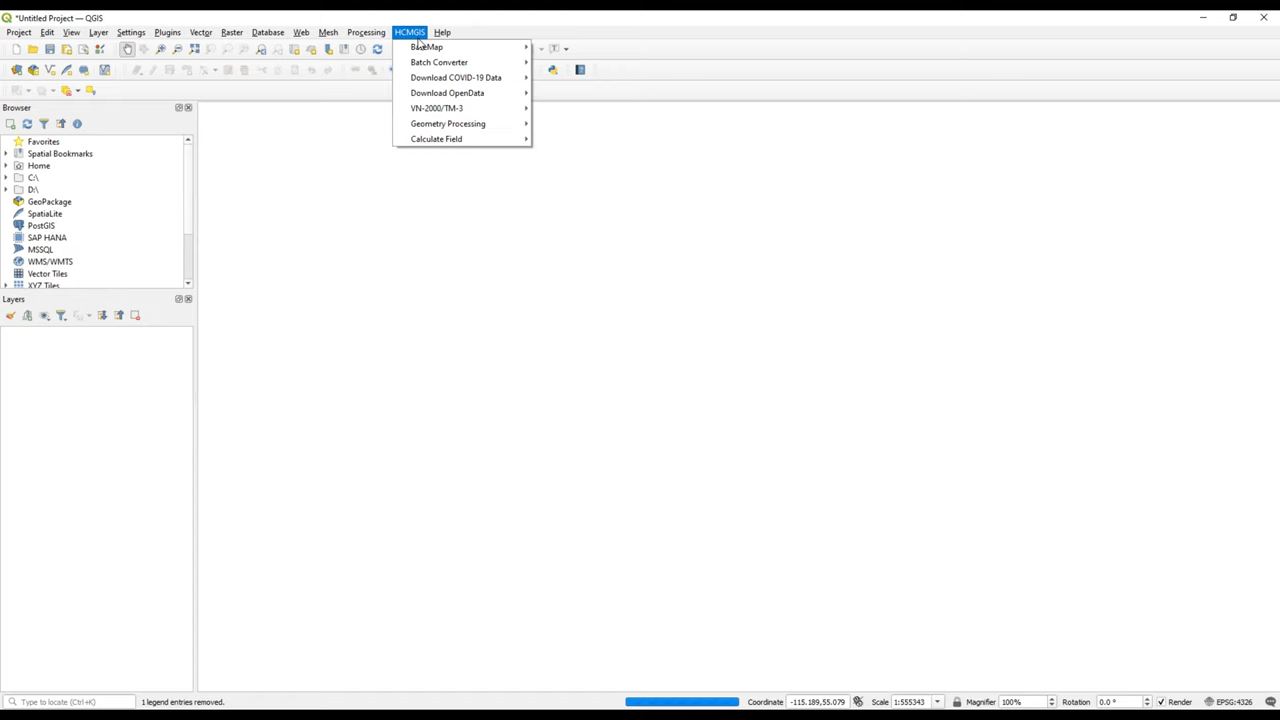 *Untitled Project — QGIS
Project Edit View Layer Settings Plugins Vector Raster Database Web Mesh Processing HCMGIS Help
BaseMap
Batch Converter
Download COVID-19 Data
Download OpenData
VN-2000/TM-3
Geometry Processing
Calculate Field
Browser
Favorites
Spatial Bookmarks
Home
C:\
D:\
GeoPackage
SpatiaLite
PostGIS
SAP HANA
MSSQL
WMS/WMTS
Vector Tiles
XYZ Tiles
Layers
Type to locate (Ctrl+K) 1 legend entries removed. Coordinate -115.189,55.079 Scale 1:555343 Magnifier 100% Rotation 0.0 ° Render EPSG:4326